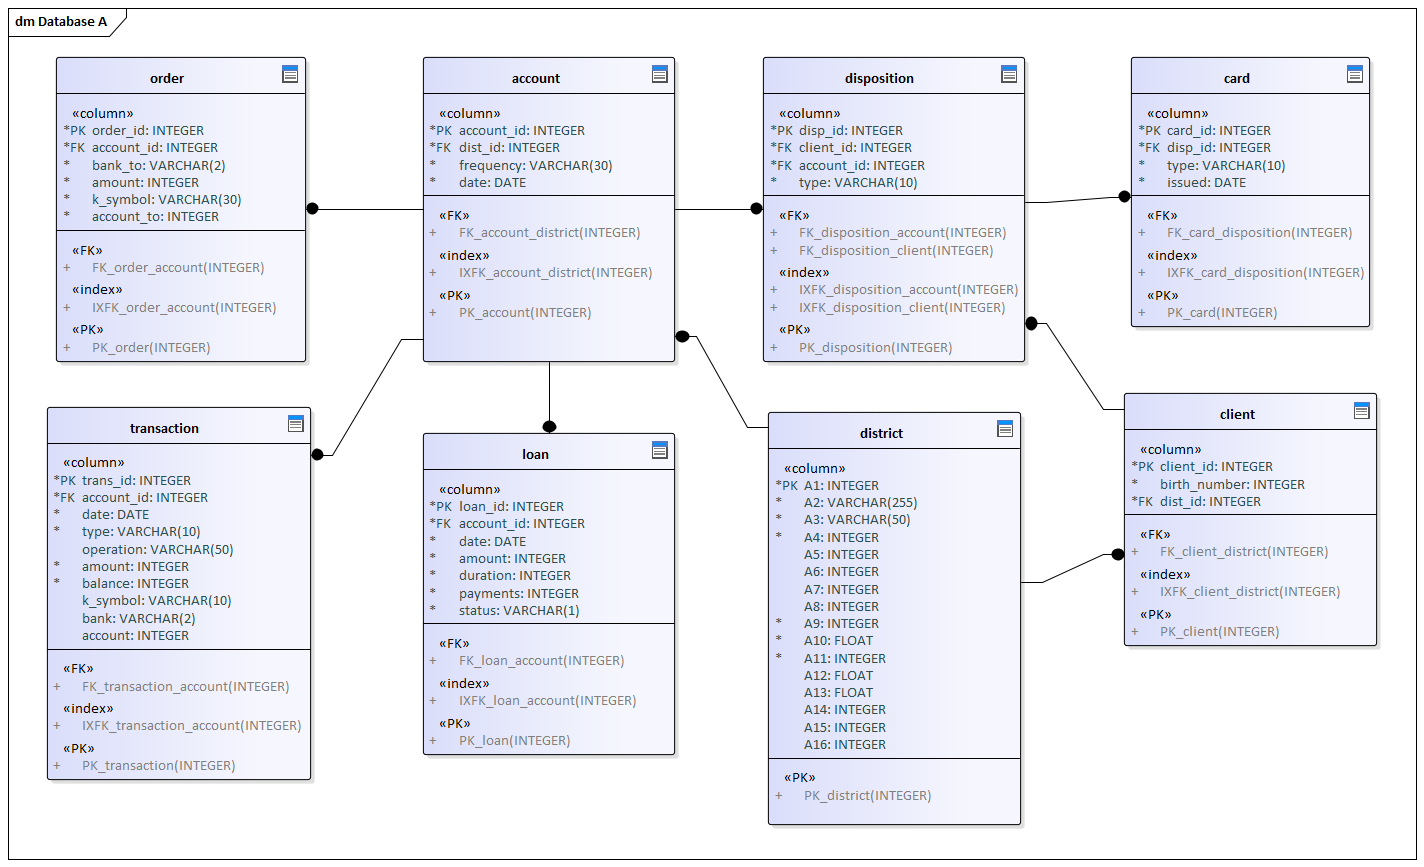 dm Database A
order
«column»
*PK order_id: INTEGER
*FK account_id: INTEGER
* bank_to: VARCHAR(2)
* amount: INTEGER
* k_symbol: VARCHAR(30)
* account_to: INTEGER
«FK»
+ FK_order_account(INTEGER)
«index»
+ IXFK_order_account(INTEGER)
«PK»
+ PK_order(INTEGER)
account
«column»
*PK account_id: INTEGER
*FK dist_id: INTEGER
* frequency: VARCHAR(30)
* date: DATE
«FK»
+ FK_account_district(INTEGER)
«index»
+ IXFK_account_district(INTEGER)
«PK»
+ PK_account(INTEGER)
disposition
«column»
*PK disp_id: INTEGER
*FK client_id: INTEGER
*FK account_id: INTEGER
* type: VARCHAR(10)
«FK»
+ FK_disposition_account(INTEGER)
+ FK_disposition_client(INTEGER)
«index»
+ IXFK_disposition_account(INTEGER)
+ IXFK_disposition_client(INTEGER)
«PK»
+ PK_disposition(INTEGER)
card
«column»
*PK card_id: INTEGER
*FK disp_id: INTEGER
* type: VARCHAR(10)
* issued: DATE
«FK»
+ FK_card_disposition(INTEGER)
«index»
+ IXFK_card_disposition(INTEGER)
«PK»
+ PK_card(INTEGER)
transaction
«column»
*PK trans_id: INTEGER
*FK account_id: INTEGER
* date: DATE
* type: VARCHAR(10)
operation: VARCHAR(50)
* amount: INTEGER
* balance: INTEGER
k_symbol: VARCHAR(10)
bank: VARCHAR(2)
account: INTEGER
«FK»
+ FK_transaction_account(INTEGER)
«index»
+ IXFK_transaction_account(INTEGER)
«PK»
+ PK_transaction(INTEGER)
loan
«column»
*PK loan_id: INTEGER
*FK account_id: INTEGER
* date: DATE
* amount: INTEGER
* duration: INTEGER
* payments: INTEGER
* status: VARCHAR(1)
«FK»
+ FK_loan_account(INTEGER)
«index»
+ IXFK_loan_account(INTEGER)
«PK»
+ PK_loan(INTEGER)
district
«column»
*PK A1: INTEGER
* A2: VARCHAR(255)
* A3: VARCHAR(50)
* A4: INTEGER
A5: INTEGER
A6: INTEGER
A7: INTEGER
A8: INTEGER
* A9: INTEGER
* A10: FLOAT
* A11: INTEGER
A12: FLOAT
A13: FLOAT
A14: INTEGER
A15: INTEGER
A16: INTEGER
«PK»
+ PK_district(INTEGER)
client
«column»
*PK client_id: INTEGER
* birth_number: INTEGER
*FK dist_id: INTEGER
«FK»
+ FK_client_district(INTEGER)
«index»
+ IXFK_client_district(INTEGER)
«PK»
+ PK_client(INTEGER)